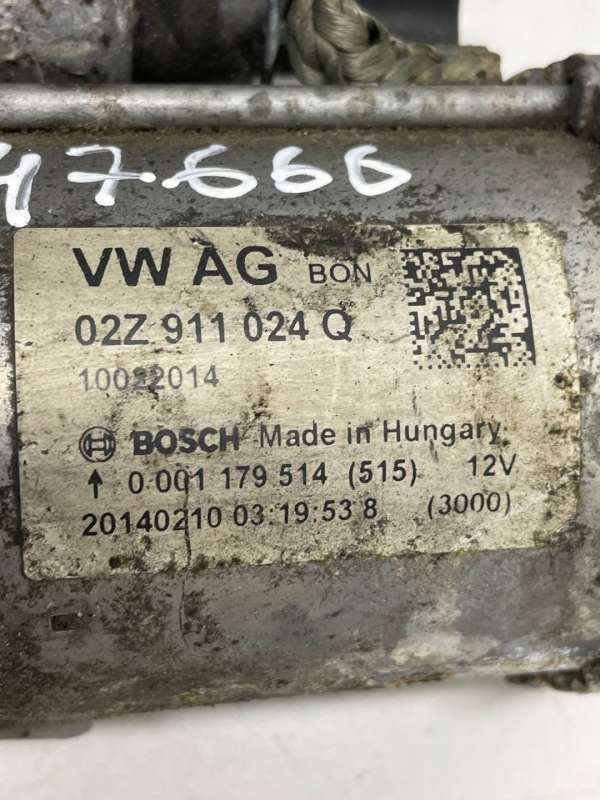 47666
VW AG BON
02Z 911 024 Q
10022014
BOSCH Made in Hungary
↑ 0 001 179 514 (515) 12V
20140210 03:19:53 8 (3000)